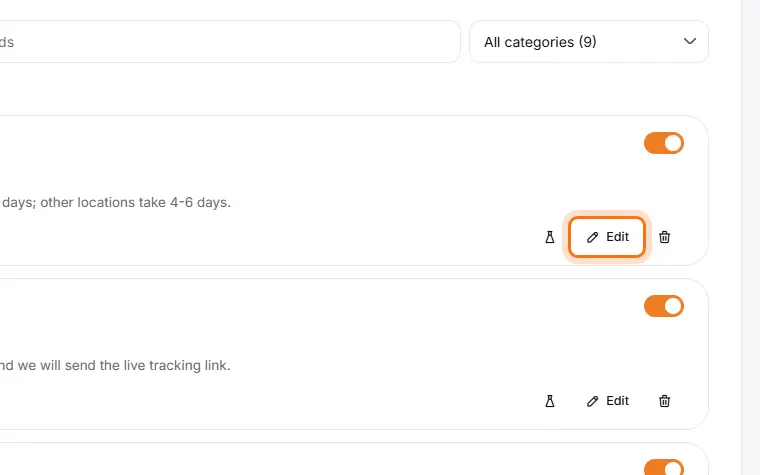 ds
All categories (9)
days; other locations take 4-6 days.
Edit
nd we will send the live tracking link.
Edit